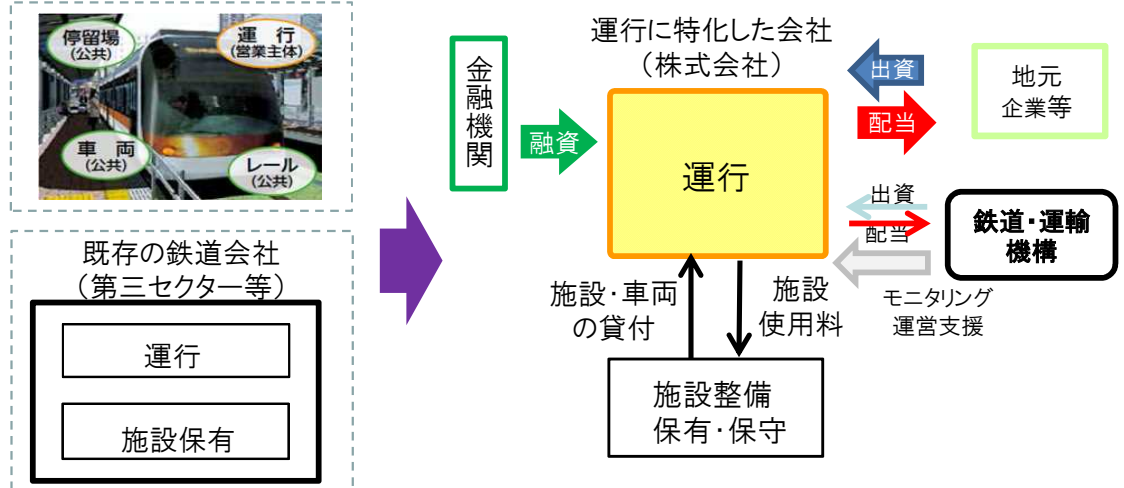 停留場
(公共)
運　行
(営業主体)
車　両
(公共)
レール
(公共)
既存の鉄道会社
（第三セクター等）
運行
施設保有
金融機関
融資
運行に特化した会社
（株式会社）
運行
出資
配当
地元
企業等
出資
配当
鉄道・運輸
機構
モニタリング
運営支援
施設・車両
の貸付
施設
使用料
施設整備
保有・保守